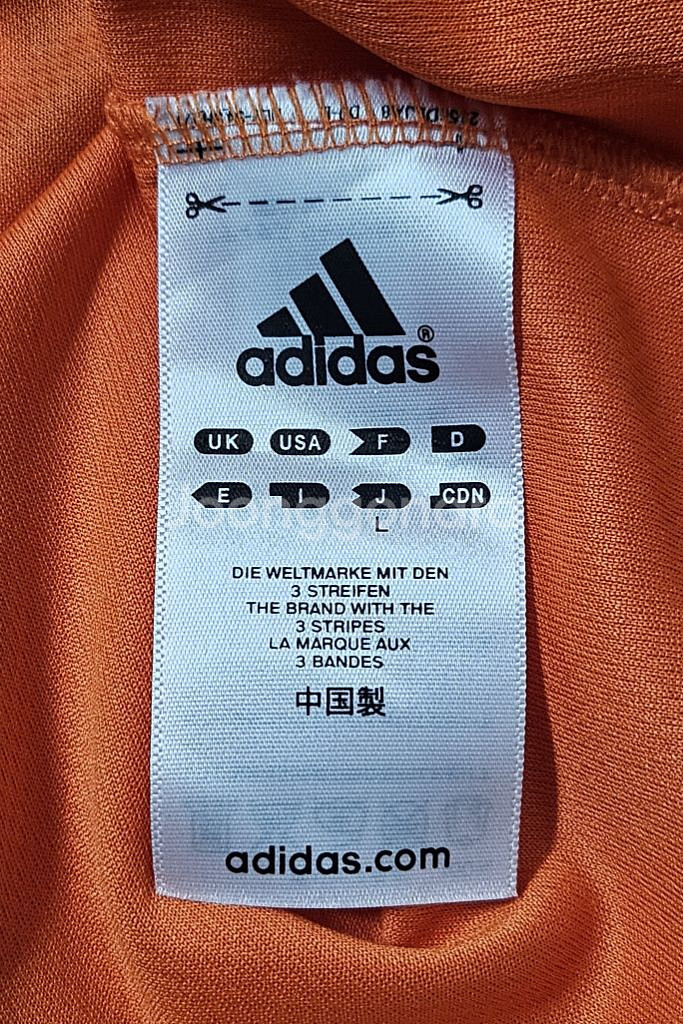 adidas®
UK USA F D
E I J CDN
L
DIE WELTMARKE MIT DEN
3 STREIFEN
THE BRAND WITH THE
3 STRIPES
LA MARQUE AUX
3 BANDES
中国製
adidas.com